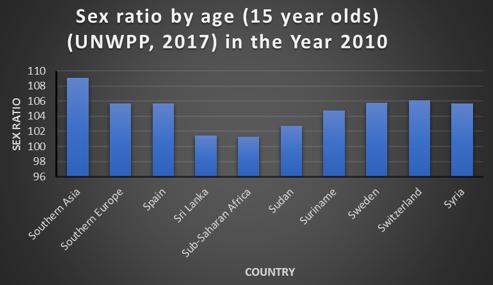 Sex ratio by age (15 year olds)
(UNWPP, 2017) in the Year 2010
SEX RATIO
110
108
106
104
102
100
98
96
Southern Asia
Southern Europe
Spain
Sri Lanka
Sub-Saharan Africa
Sudan
Suriname
Sweden
Switzerland
Syria
COUNTRY